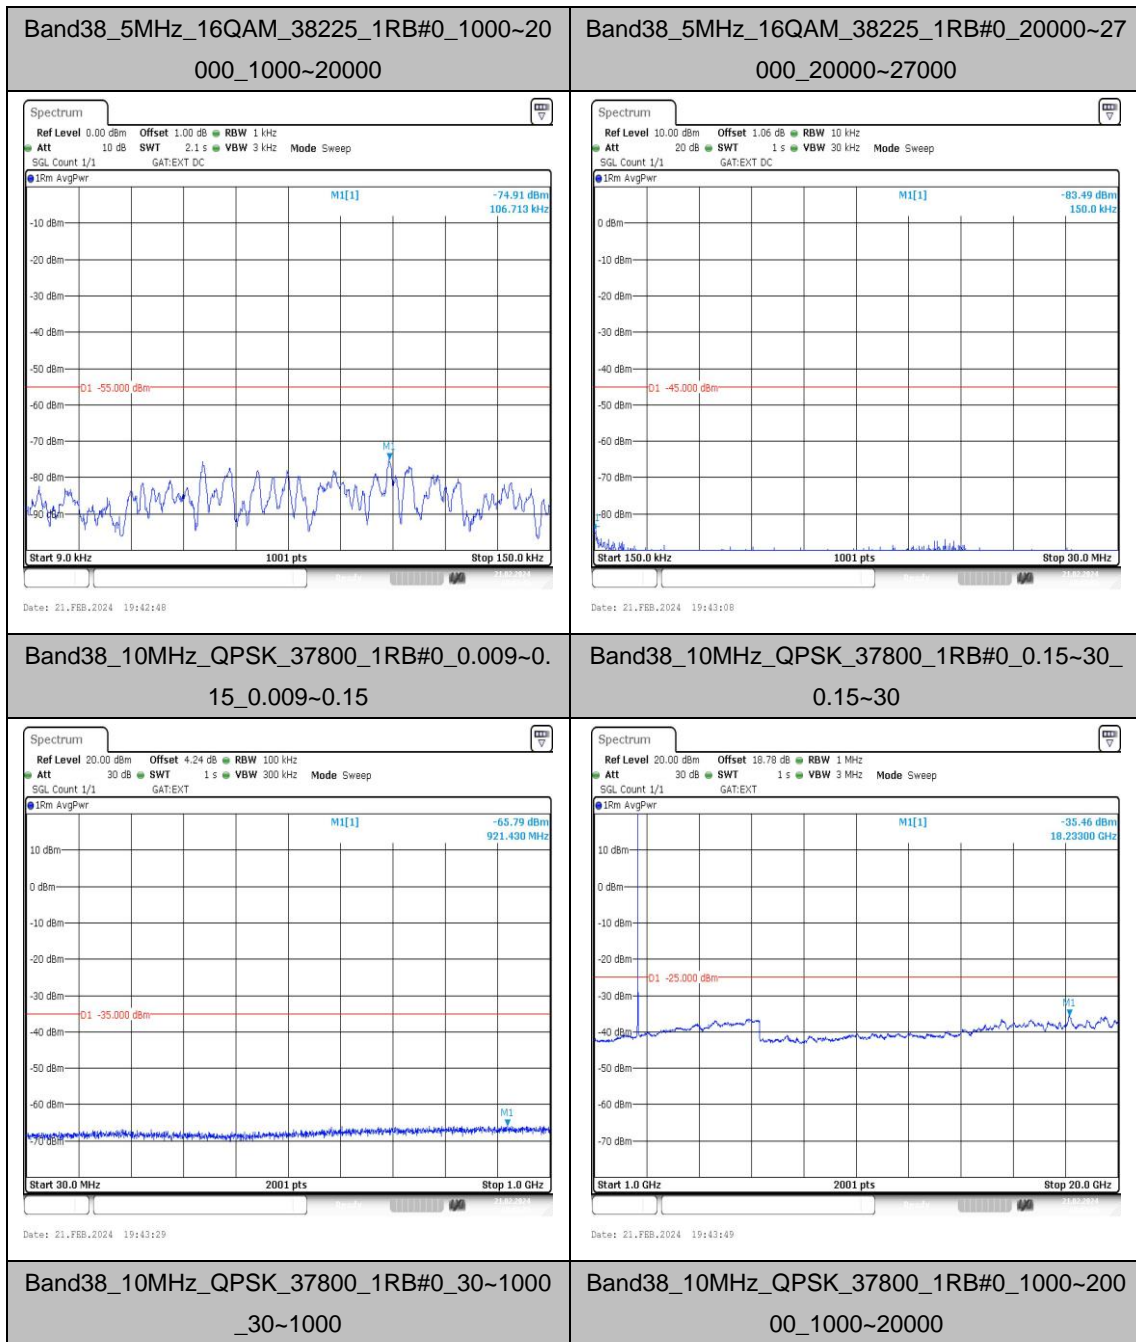 Band38_5MHz_16QAM_38225_1RB#0_1000~20
000_1000~20000
Band38_5MHz_16QAM_38225_1RB#0_20000~27
000_20000~27000
Spectrum
Ref Level 0.00 dBm Offset 1.00 dB RBW 1 kHz
Att 10 dB SWT 2.1 s VBW 3 kHz Mode Sweep
SGL Count 1/1 GAT:EXT DC
1Rm AvgPwr
M1[1] -74.91 dBm
106.713 kHz
-10 dBm
-20 dBm
-30 dBm
-40 dBm
-50 dBm
D1 -55.000 dBm
-60 dBm
-70 dBm
M1
-80 dBm
-90 dBm
Start 9.0 kHz 1001 pts Stop 150.0 kHz
Date: 21.FEB.2024 19:42:48
Spectrum
Ref Level 10.00 dBm Offset 1.06 dB RBW 10 kHz
Att 20 dB SWT 1 s VBW 30 kHz Mode Sweep
SGL Count 1/1 GAT:EXT DC
1Rm AvgPwr
M1[1] -83.49 dBm
150.0 kHz
0 dBm
-10 dBm
-20 dBm
-30 dBm
-40 dBm
D1 -45.000 dBm
-50 dBm
-60 dBm
-70 dBm
-80 dBm
Start 150.0 kHz 1001 pts Stop 30.0 MHz
Date: 21.FEB.2024 19:43:08
Band38_10MHz_QPSK_37800_1RB#0_0.009~0.
15_0.009~0.15
Band38_10MHz_QPSK_37800_1RB#0_0.15~30_
0.15~30
Spectrum
Ref Level 20.00 dBm Offset 4.24 dB RBW 100 kHz
Att 30 dB SWT 1 s VBW 300 kHz Mode Sweep
SGL Count 1/1 GAT:EXT
1Rm AvgPwr
M1[1] -65.79 dBm
921.430 MHz
10 dBm
0 dBm
-10 dBm
-20 dBm
-30 dBm
D1 -35.000 dBm
-40 dBm
-50 dBm
-60 dBm
M1
-70 dBm
Start 30.0 MHz 2001 pts Stop 1.0 GHz
Date: 21.FEB.2024 19:43:29
Spectrum
Ref Level 20.00 dBm Offset 18.78 dB RBW 1 MHz
Att 30 dB SWT 1 s VBW 3 MHz Mode Sweep
SGL Count 1/1 GAT:EXT
1Rm AvgPwr
M1[1] -35.46 dBm
18.23300 GHz
10 dBm
0 dBm
-10 dBm
-20 dBm
D1 -25.000 dBm
-30 dBm
M1
-40 dBm
-50 dBm
-60 dBm
-70 dBm
Start 1.0 GHz 2001 pts Stop 20.0 GHz
Date: 21.FEB.2024 19:43:49
Band38_10MHz_QPSK_37800_1RB#0_30~1000
_30~1000
Band38_10MHz_QPSK_37800_1RB#0_1000~200
00_1000~20000